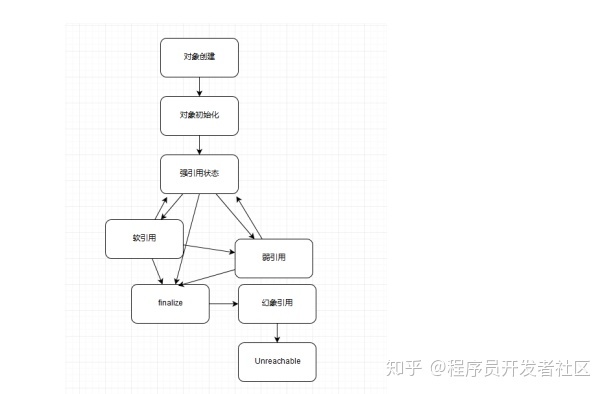 对象创建
对象初始化
强引用状态
软引用
弱引用
finalize
幻象引用
Unreachable
知乎 @程序员开发者社区